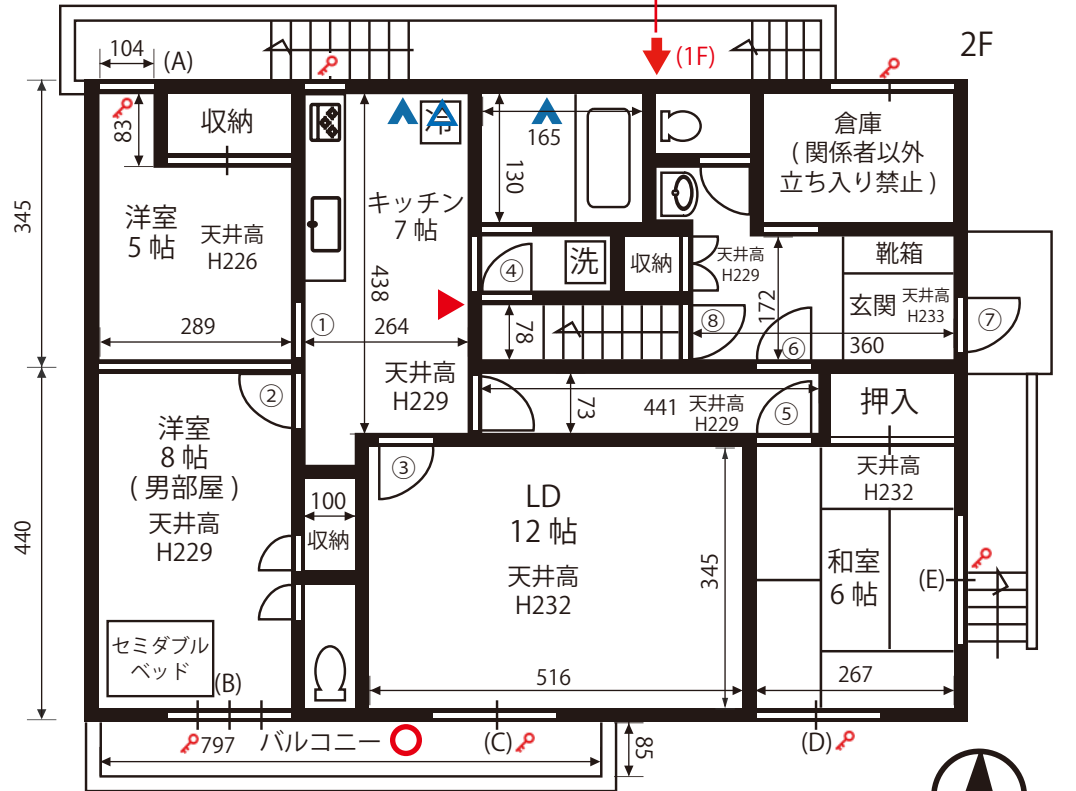 2F
(1F)
104
(A)
収納
冷
165
倉庫
( 関係者以外
立ち入り禁止 )
83
130
345
洋室
5 帖
天井高
H226
キッチン
7 帖
④
洗
収納
天井高
H229
靴箱
438
172
玄関
天井高
H233
⑦
289
①
264
78
⑧
⑥
360
天井高
H229
②
73
441
天井高
H229
⑤
押入
洋室
8 帖
( 男部屋 )
天井高
H229
③
天井高
H232
440
100
収納
LD
12 帖
天井高
H232
345
和室
6 帖
(E)
セミダブル
ベッド
(B)
516
267
797
バルコニー
(C)
85
(D)